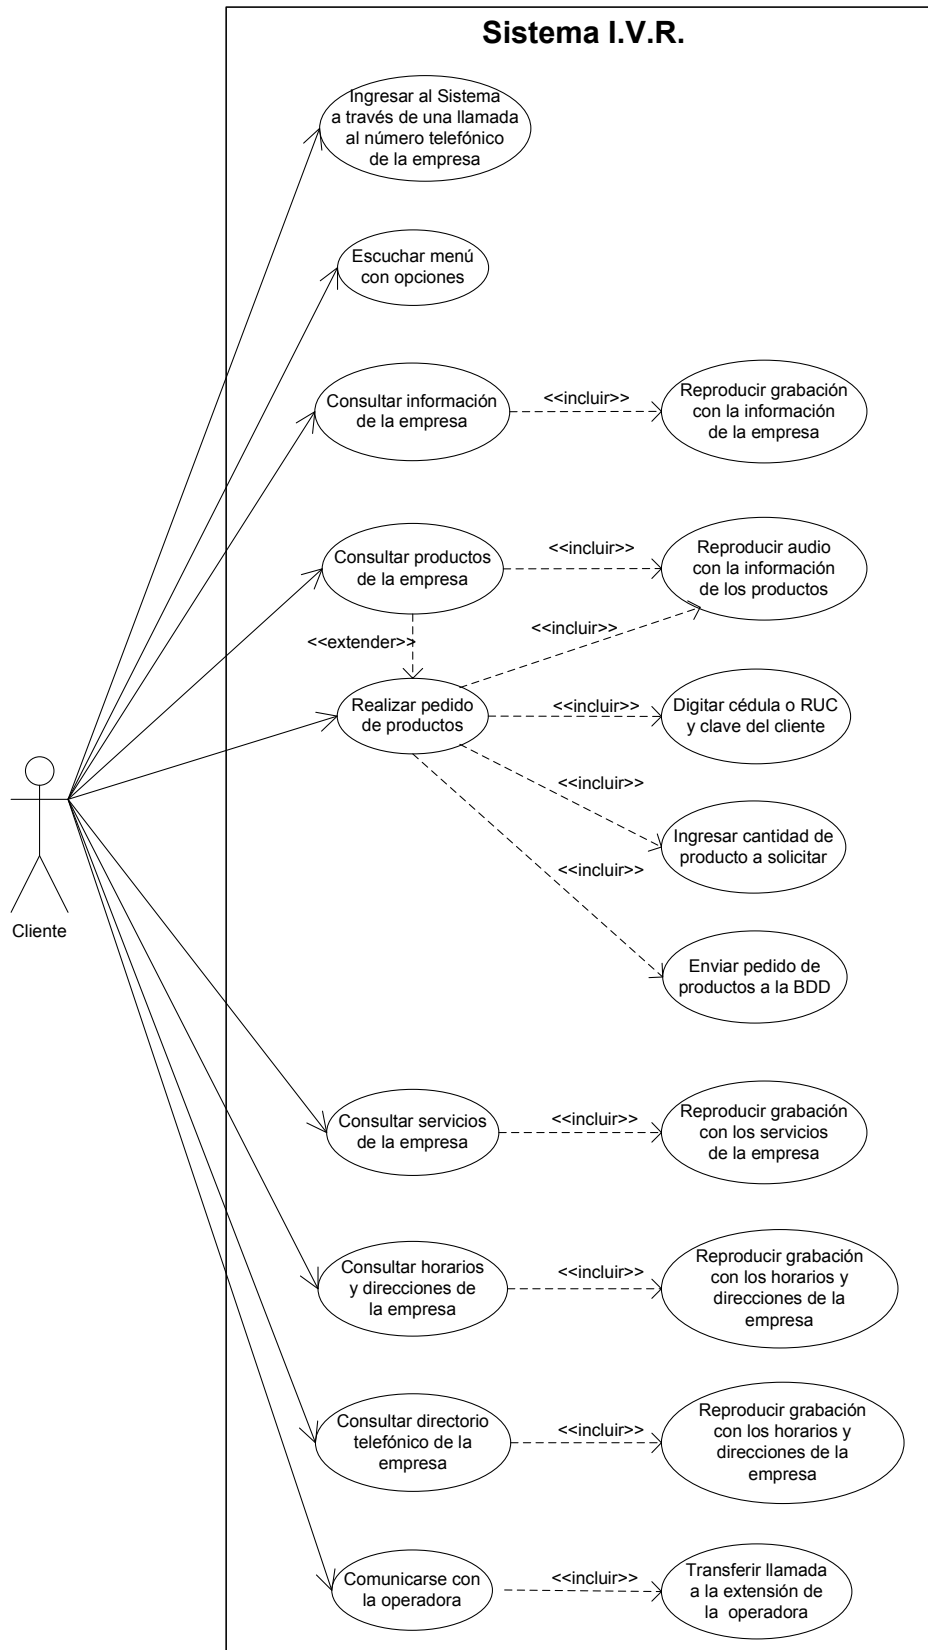 Sistema I.V.R.
Ingresar al Sistema
a través de una llamada
al número telefónico
de la empresa
Escuchar menú
con opciones
Consultar información
de la empresa
<<incluir>>
Reproducir grabación
con la información
de la empresa
Consultar productos
de la empresa
<<incluir>>
Reproducir audio
con la información
de los productos
<<extender>>
<<incluir>>
Realizar pedido
de productos
<<incluir>>
Digitar cédula o RUC
y clave del cliente
<<incluir>>
Ingresar cantidad de
producto a solicitar
<<incluir>>
Cliente
Enviar pedido de
productos a la BDD
Consultar servicios
de la empresa
<<incluir>>
Reproducir grabación
con los servicios
de la empresa
Consultar horarios
y direcciones de
la empresa
<<incluir>>
Reproducir grabación
con los horarios y
direcciones de la
empresa
Consultar directorio
telefónico de la
empresa
<<incluir>>
Reproducir grabación
con los horarios y
direcciones de la
empresa
Comunicarse con
la operadora
<<incluir>>
Transferir llamada
a la extensión de
la operadora